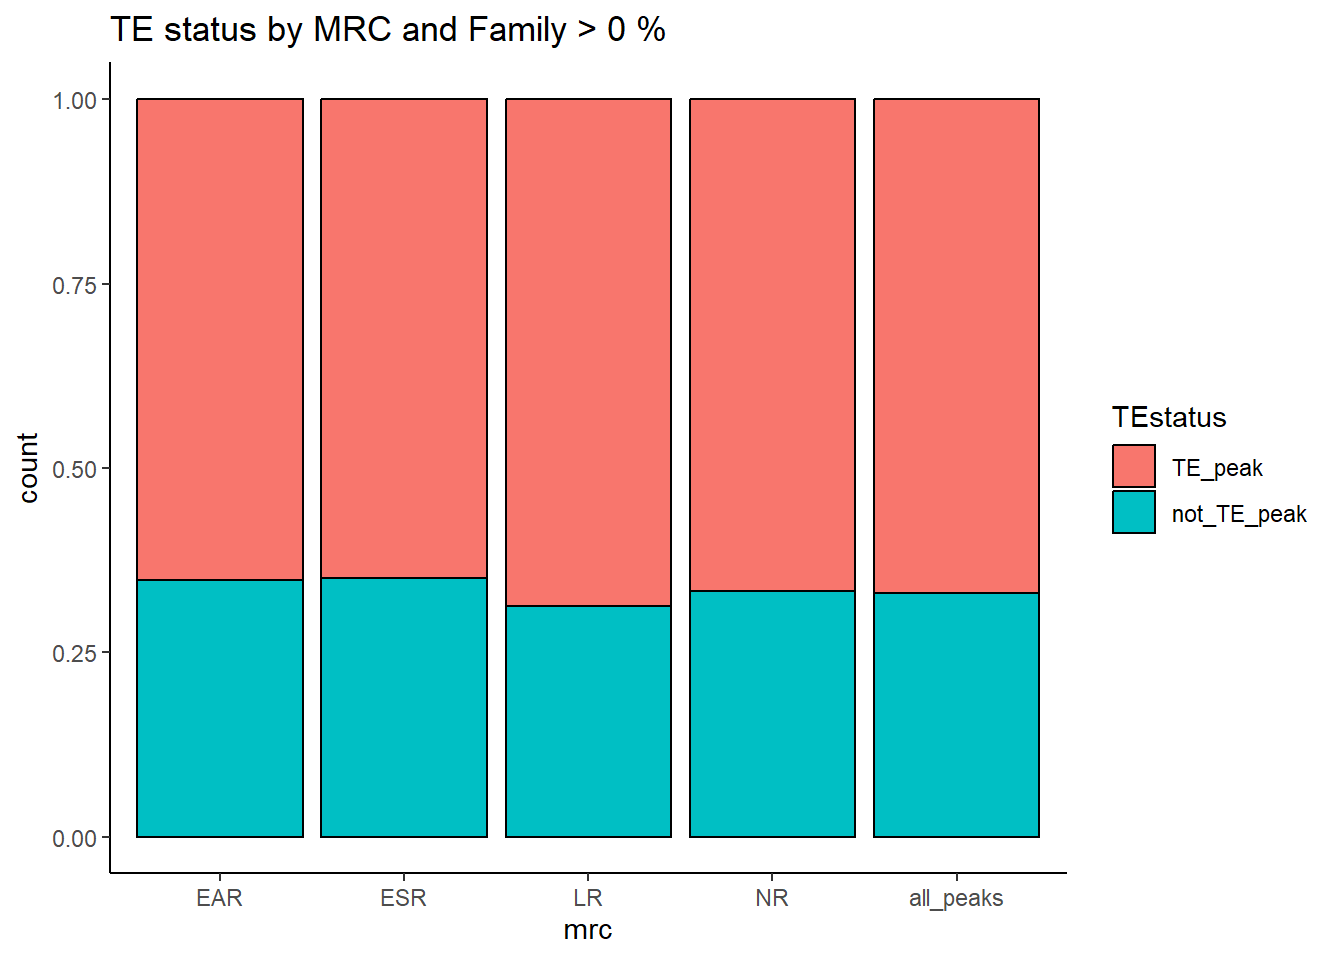 TE status by MRC and Family > 0 %
1.00
0.75
0.50
0.25
0.00
count
EAR ESR LR NR all_peaks
mrc
TEstatus
TE_peak
not_TE_peak